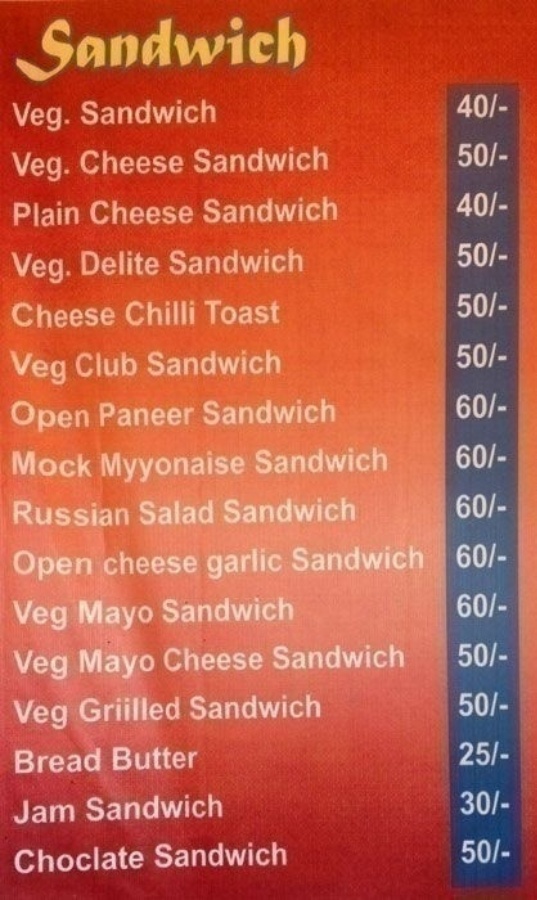 Sandwich
Veg. Sandwich 40/-
Veg. Cheese Sandwich 50/-
Plain Cheese Sandwich 40/-
Veg. Delite Sandwich 50/-
Cheese Chilli Toast 50/-
Veg Club Sandwich 50/-
Open Paneer Sandwich 60/-
Mock Myyonaise Sandwich 60/-
Russian Salad Sandwich 60/-
Open cheese garlic Sandwich 60/-
Veg Mayo Sandwich 60/-
Veg Mayo Cheese Sandwich 50/-
Veg Griilled Sandwich 50/-
Bread Butter 25/-
Jam Sandwich 30/-
Choclate Sandwich 50/-